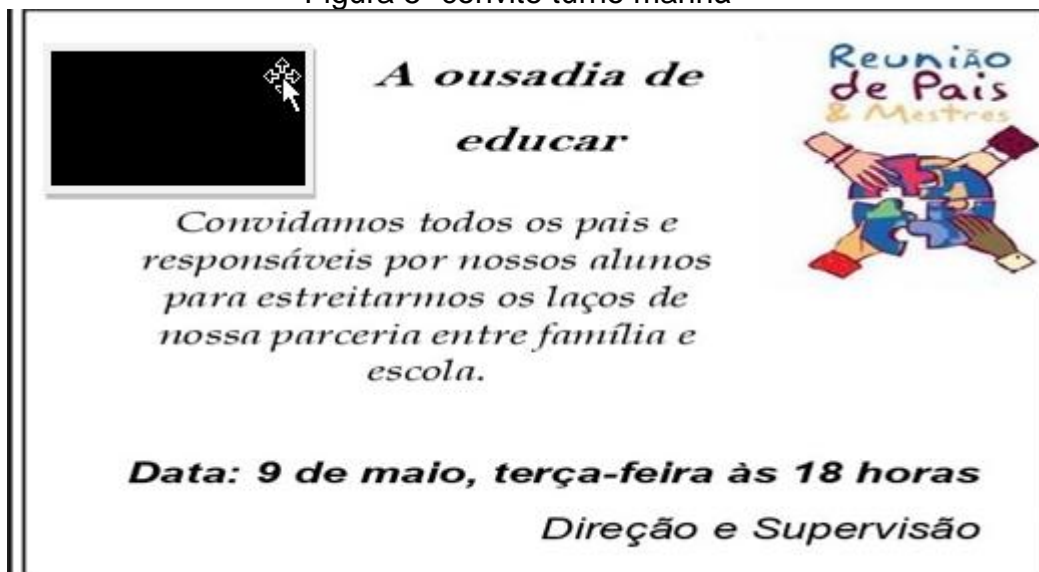 A ousadia de
educar
Reunião
de Pais
& Mestres
Convidamos todos os pais e
responsáveis por nossos alunos
para estreitarmos os laços de
nossa parceria entre família e
escola.
Data: 9 de maio, terça-feira às 18 horas
Direção e Supervisão